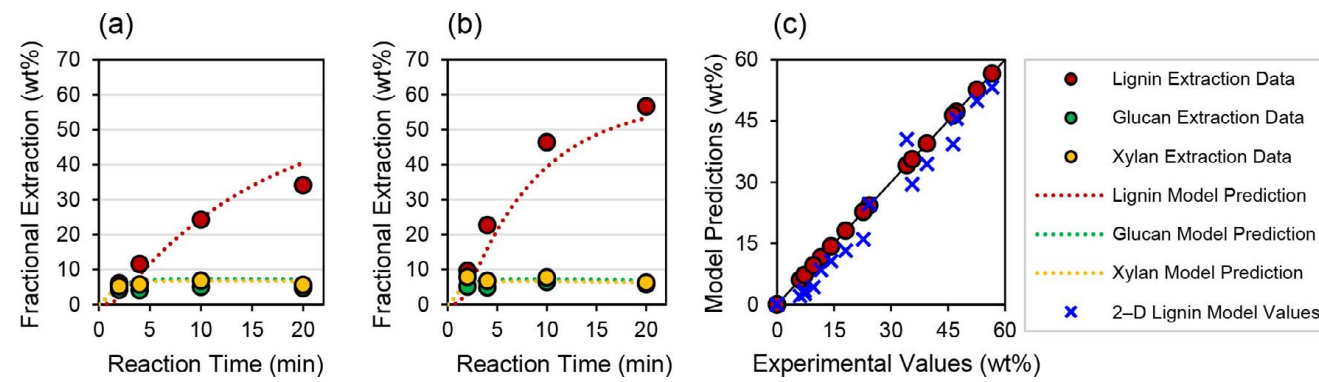 (a)
Fractional Extraction (wt%)
70
60
50
40
30
20
10
0
0 5 10 15 20
Reaction Time (min)
(b)
Fractional Extraction (wt%)
70
60
50
40
30
20
10
0
0 5 10 15 20
Reaction Time (min)
(c)
Model Predictions (wt%)
60
45
30
15
0
0 15 30 45 60
Experimental Values (wt%)
Lignin Extraction Data
Glucan Extraction Data
Xylan Extraction Data
Lignin Model Prediction
Glucan Model Prediction
Xylan Model Prediction
2–D Lignin Model Values